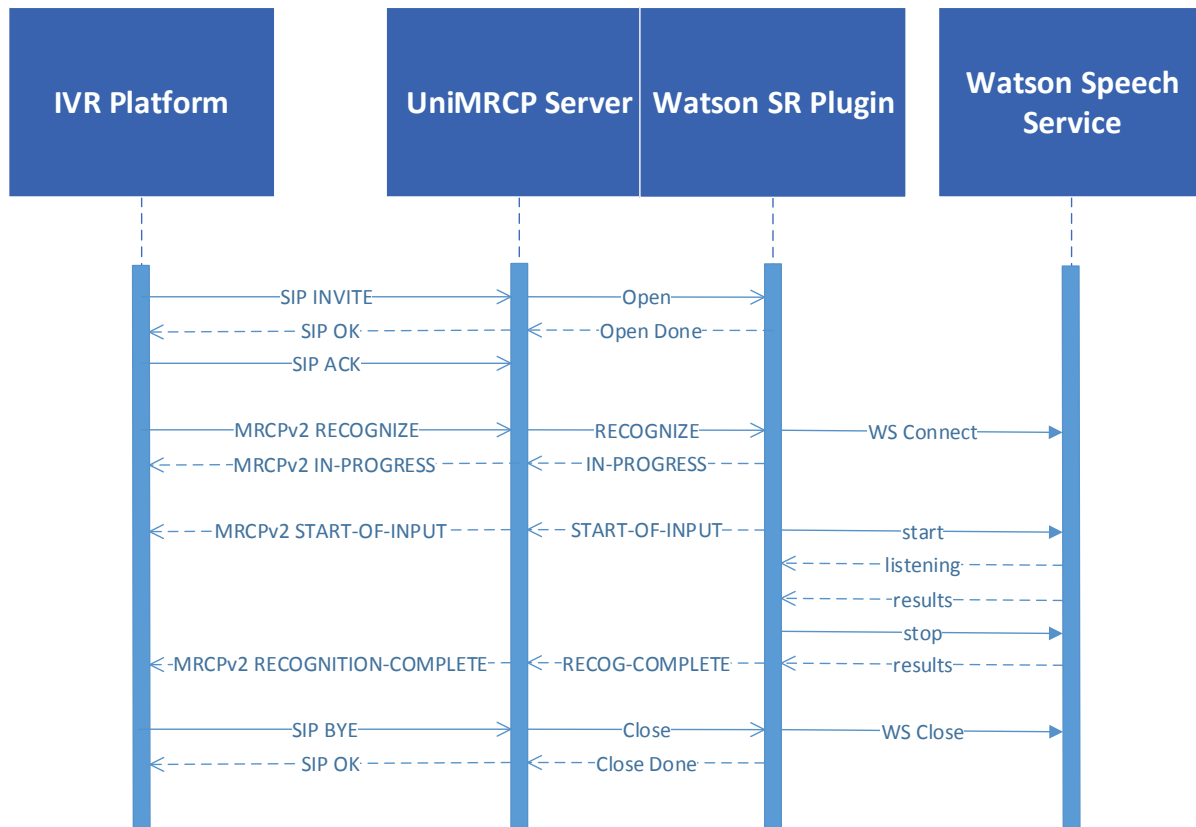 IVR Platform
UniMRCP Server
Watson SR Plugin
Watson Speech
Service
SIP INVITE
Open
SIP OK
Open Done
SIP ACK
MRCPv2 RECOGNIZE
RECOGNIZE
WS Connect
MRCPv2 IN-PROGRESS
IN-PROGRESS
MRCPv2 START-OF-INPUT
START-OF-INPUT
start
listening
results
stop
MRCPv2 RECOGNITION-COMPLETE
RECOG-COMPLETE
results
SIP BYE
Close
WS Close
SIP OK
Close Done